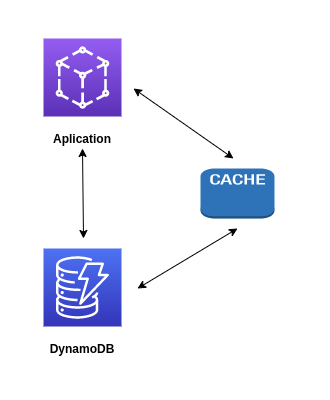 Aplication
CACHE
DynamoDB